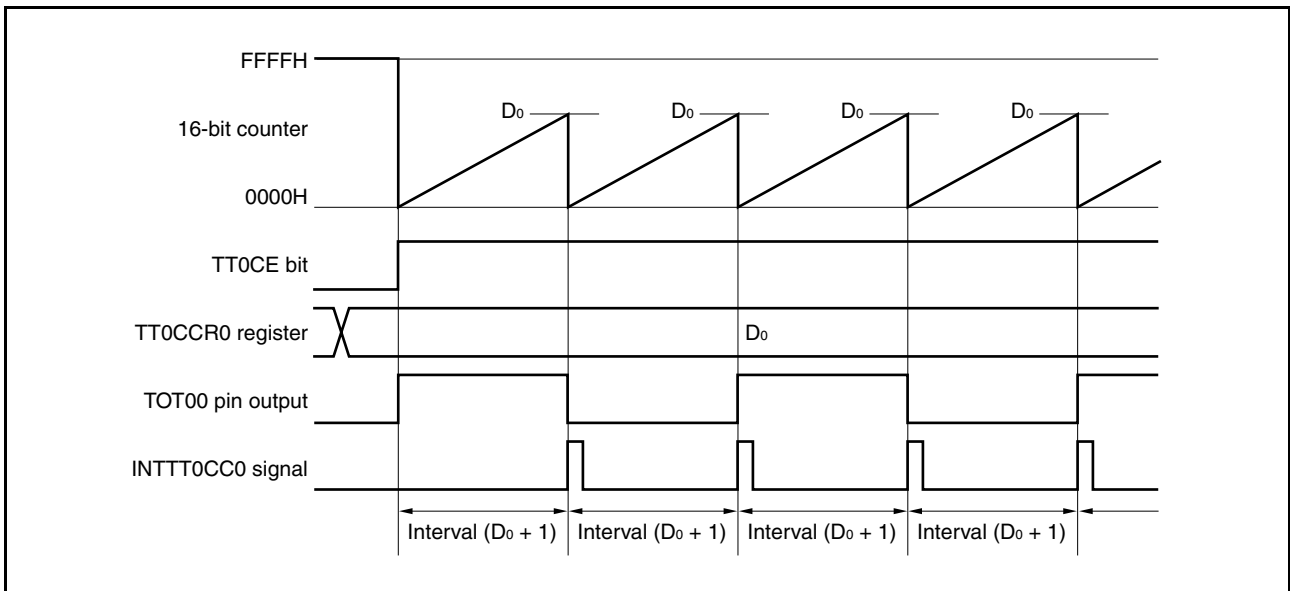 FFFFH
D₀ D₀ D₀ D₀
16-bit counter
0000H
TT0CE bit
TT0CCR0 register D₀
TOT00 pin output
INTTT0CC0 signal
Interval (D₀ + 1) Interval (D₀ + 1) Interval (D₀ + 1) Interval (D₀ + 1)